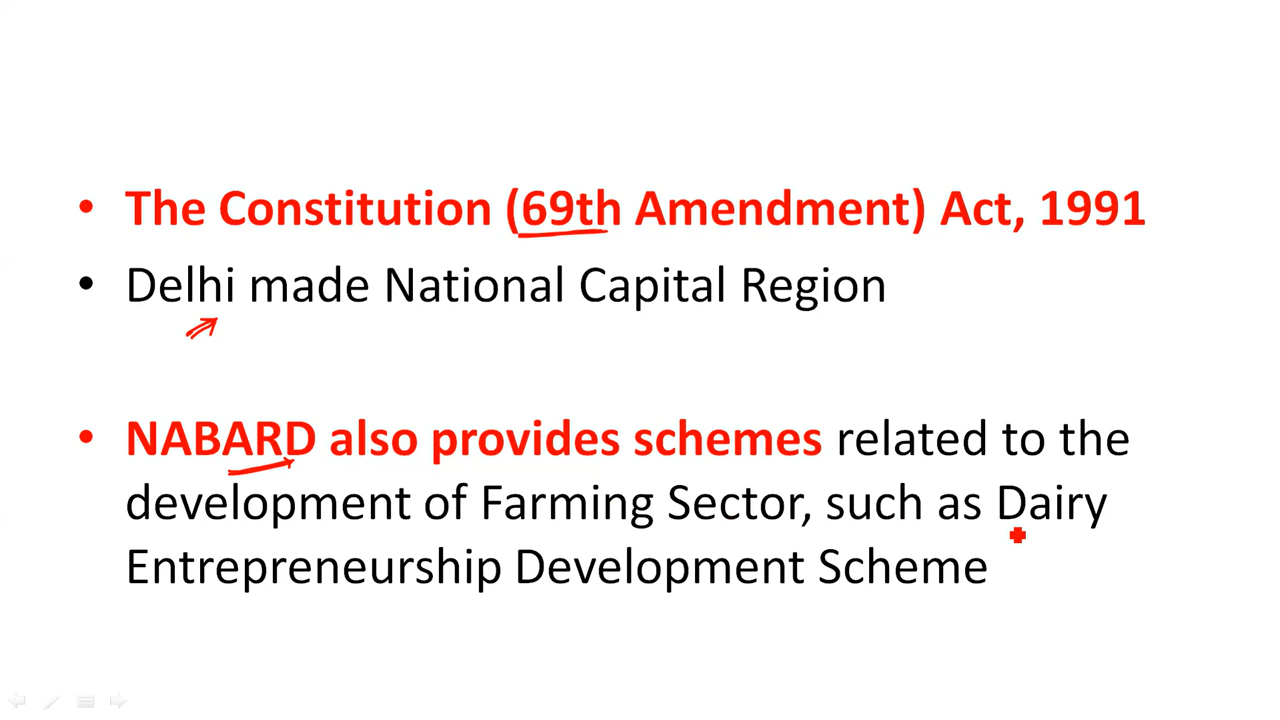 • The Constitution (69th Amendment) Act, 1991
• Delhi made National Capital Region
• NABARD also provides schemes related to the
development of Farming Sector, such as Dairy
Entrepreneurship Development Scheme